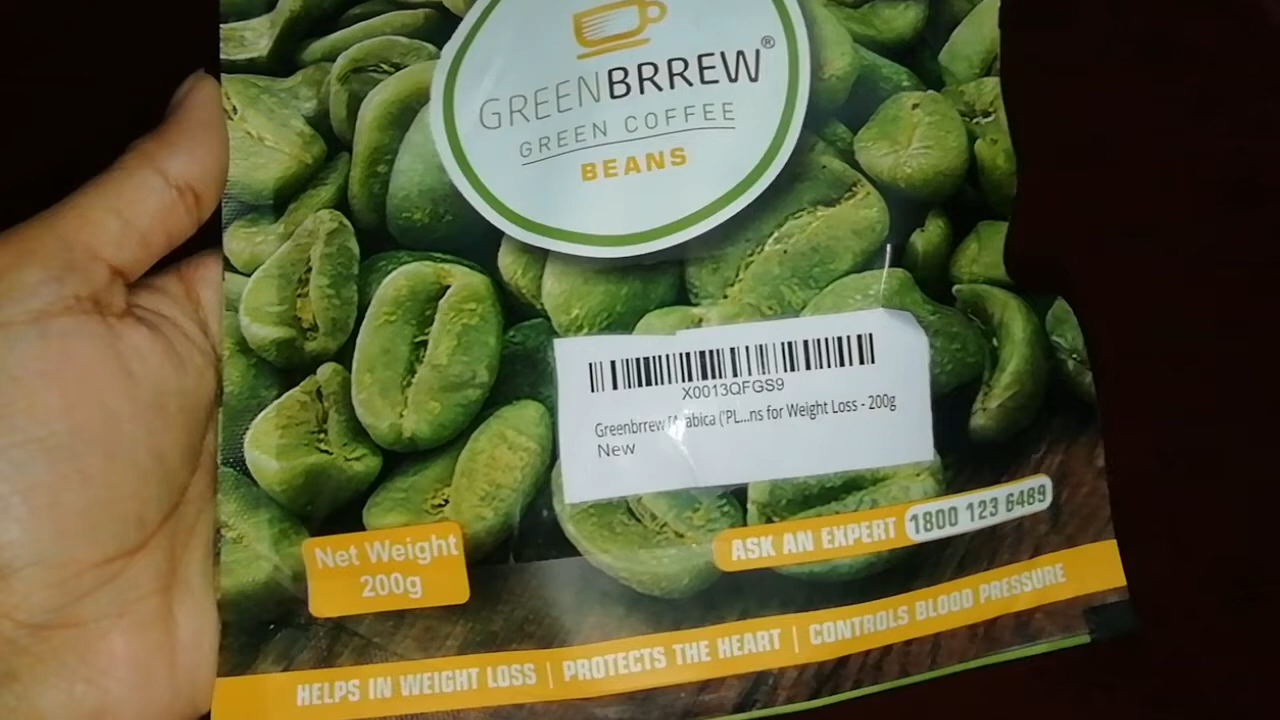 GREENBRREW®
GREEN COFFEE
BEANS
X0013QFGS9
Greenbrrew ('PL...ns for Weight Loss - 200g
New
ASK AN EXPERT 1800 123 6489
Net Weight
200g
HELPS IN WEIGHT LOSS | PROTECTS THE HEART | CONTROLS BLOOD PRESSURE